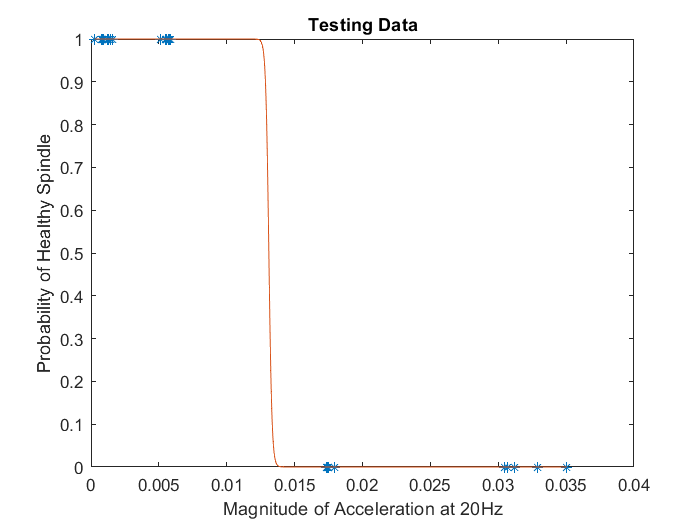 Testing Data
1
0.9
0.8
0.7
0.6
0.5
0.4
0.3
0.2
0.1
0
Probability of Healthy Spindle
0 0.005 0.01 0.015 0.02 0.025 0.03 0.035 0.04
Magnitude of Acceleration at 20Hz